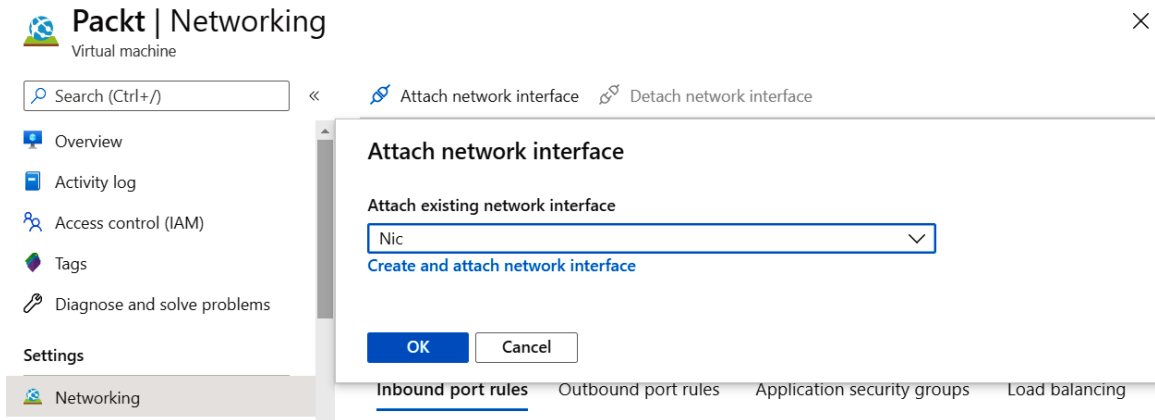 Packt | Networking
Virtual machine
Search (Ctrl+/)
«
Overview
Activity log
Access control (IAM)
Tags
Diagnose and solve problems
Settings
Networking
Attach network interface
Detach network interface
Attach network interface
Attach existing network interface
Nic
Create and attach network interface
OK
Cancel
Inbound port rules
Outbound port rules
Application security groups
Load balancing